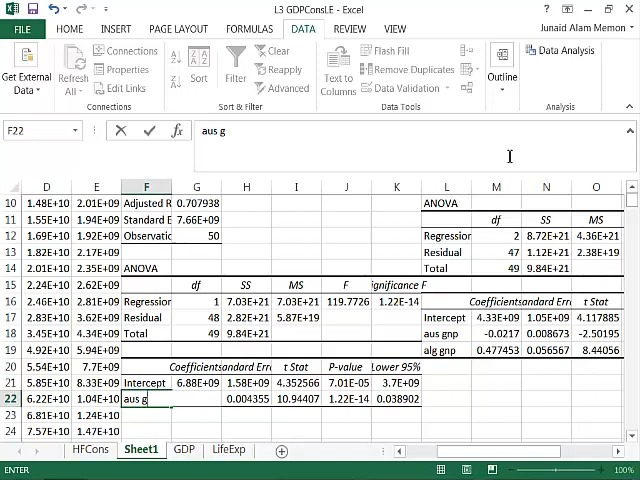 L3 GDPConsLE - Excel
FILE HOME INSERT PAGE LAYOUT FORMULAS DATA REVIEW VIEW Junaid Alam Memon
Get External Data
Refresh All
Connections
Properties
Edit Links
Connections
Sort
Filter
Clear
Reapply
Advanced
Sort & Filter
Text to Columns
Flash Fill
Remove Duplicates
Data Validation
Data Tools
Outline
Data Analysis
Analysis
F22 aus g
D E F G H I J K L M N O
10 1.48E+10 2.01E+09 Adjusted R 0.707938 ANOVA
11 1.55E+10 1.94E+09 Standard E 7.66E+09 df SS MS
12 1.69E+10 1.92E+09 Observatio 50 Regression 2 8.72E+21 4.36E+21
13 1.82E+10 2.17E+09 Residual 47 1.12E+21 2.38E+19
14 2.01E+10 2.35E+09 ANOVA Total 49 9.84E+21
15 2.24E+10 2.62E+09 df SS MS F ignificance F
16 2.46E+10 2.81E+09 Regression 1 7.03E+21 7.03E+21 119.7726 1.22E-14 Coefficients andard Erro t Stat
17 2.83E+10 3.62E+09 Residual 48 2.82E+21 5.87E+19 Intercept 4.33E+09 1.05E+09 4.117885
18 3.45E+10 4.34E+09 Total 49 9.84E+21 aus gnp -0.0217 0.008673 -2.50195
19 4.92E+10 5.94E+09 alg gnp 0.477453 0.056567 8.44056
20 5.54E+10 7.7E+09 Coefficients andard Erro t Stat P-value Lower 95%
21 5.85E+10 8.33E+09 Intercept 6.88E+09 1.58E+09 4.352566 7.01E-05 3.7E+09
22 6.22E+10 1.04E+10 aus g 0.004355 10.94407 1.22E-14 0.038902
23 6.81E+10 1.24E+10
24 7.57E+10 1.47E+10
HFCons Sheet1 GDP LifeExp
ENTER 100%